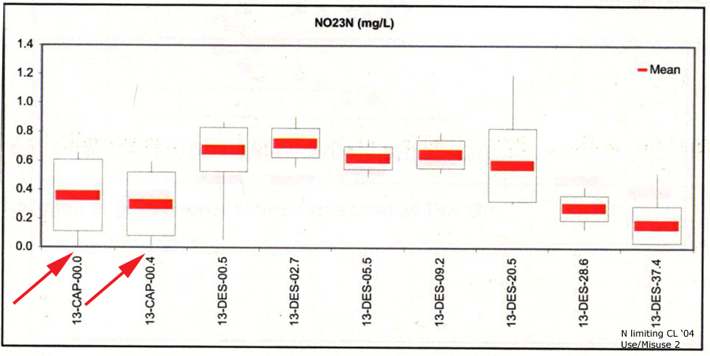 NO23N (mg/L)
1.4
1.2
1.0
0.8
0.6
0.4
0.2
0.0
Mean
13-CAP-00.0
13-CAP-00.4
13-DES-00.5
13-DES-02.7
13-DES-05.5
13-DES-09.2
13-DES-20.5
13-DES-28.6
13-DES-37.4
N limiting CL ‘04
Use/Misuse 2